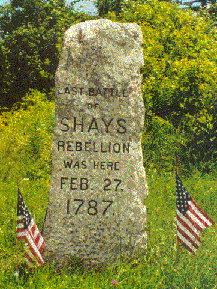 LAST BATTLE
OF
SHAYS
REBELLION
WAS HERE
FEB. 27.
1787.